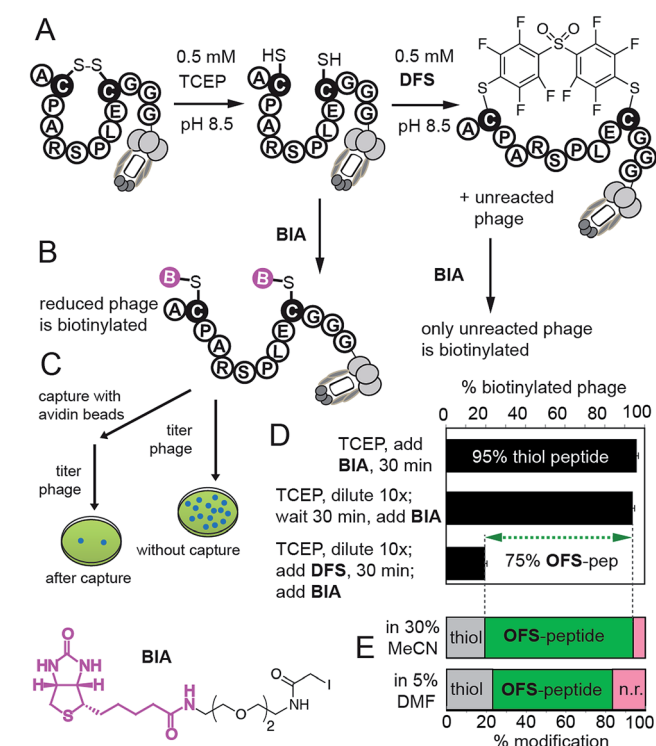 A
0.5 mM
TCEP
pH 8.5
0.5 mM
DFS
pH 8.5
S-S
A C P A R S P L E C G G G
HS
SH
A C P A R S P L E C G G G
F F F F F F F F
O O
S
S
S
A C P A R S P L E C G G G
+ unreacted
phage
BIA
only unreacted phage
is biotinylated
BIA
B
reduced phage
is biotinylated
B S
B S
A C P A R S P L E C G G G
C
capture with
avidin beads
titer
phage
titer
phage
after capture
without capture
D
% biotinylated phage
0 20 40 60 80 100
TCEP, add
BIA, 30 min
95% thiol peptide
TCEP, dilute 10x;
wait 30 min, add BIA
TCEP, dilute 10x;
add DFS, 30 min;
add BIA
75% OFS-pep
E
in 30%
MeCN
thiol
OFS-peptide
in 5%
DMF
thiol
OFS-peptide
n.r.
0 20 40 60 80 100
% modification
BIA
O
HN NH
H H
S
O
H
N
O
2
O
NH
I